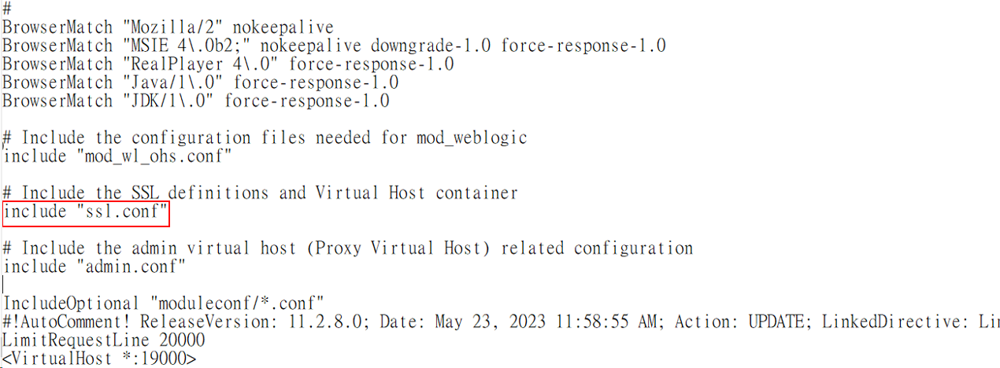 #
BrowserMatch "Mozilla/2" nokeepalive
BrowserMatch "MSIE 4\.0b2;" nokeepalive downgrade-1.0 force-response-1.0
BrowserMatch "RealPlayer 4\.0" force-response-1.0
BrowserMatch "Java/1\.0" force-response-1.0
BrowserMatch "JDK/1\.0" force-response-1.0
# Include the configuration files needed for mod_weblogic
include "mod_wl_ohs.conf"
# Include the SSL definitions and Virtual Host container
include "ssl.conf"
# Include the admin virtual host (Proxy Virtual Host) related configuration
include "admin.conf"
IncludeOptional "moduleconf/*.conf"
#!AutoComment! ReleaseVersion: 11.2.8.0; Date: May 23, 2023 11:58:55 AM; Action: UPDATE; LinkedDirective:
LimitRequestLine 20000
<VirtualHost *:19000>